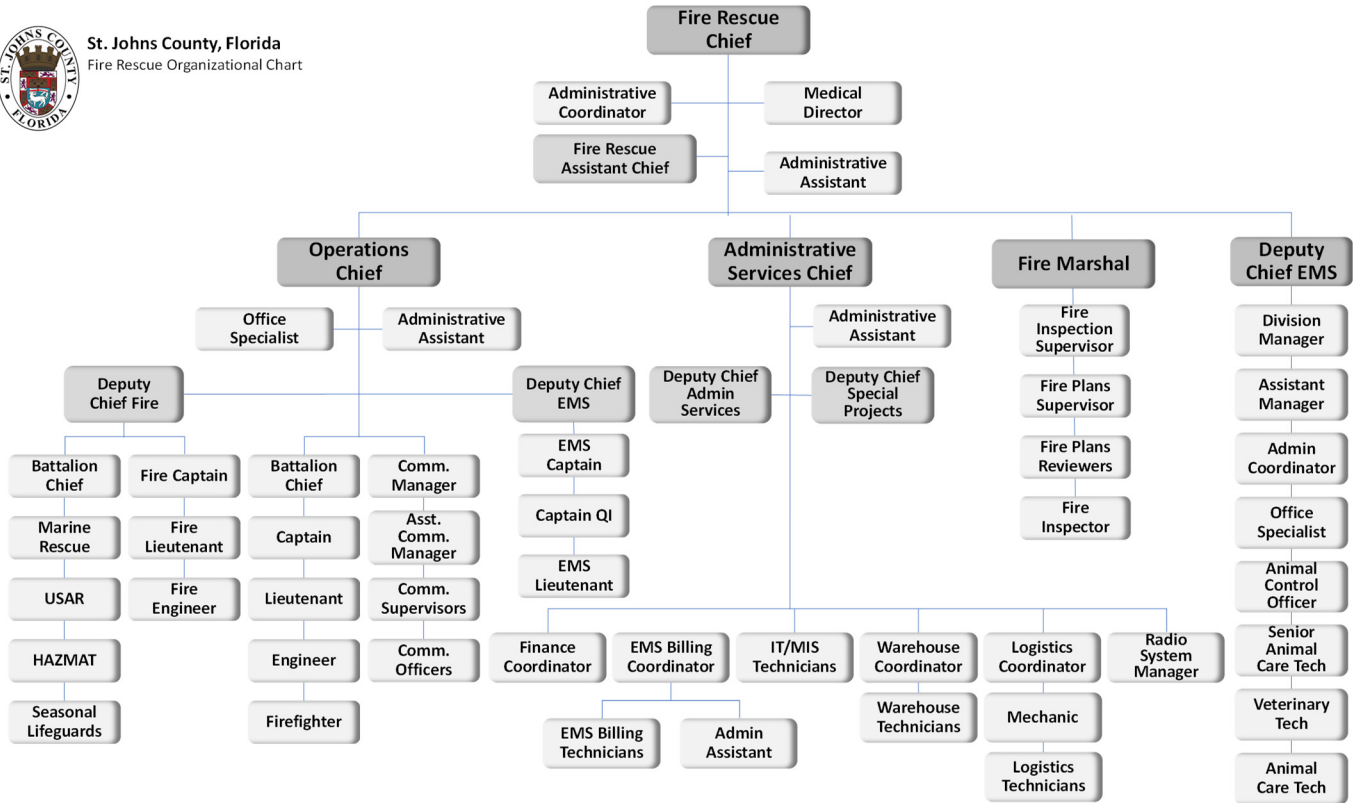 ST. JOHNS COUNTY
FLORIDA
St. Johns County, Florida
Fire Rescue Organizational Chart
Fire Rescue
Chief
Administrative
Coordinator
Medical
Director
Fire Rescue
Assistant Chief
Administrative
Assistant
Operations
Chief
Administrative
Services Chief
Fire Marshal
Deputy
Chief EMS
Office
Specialist
Administrative
Assistant
Deputy
Chief Fire
Deputy Chief
EMS
Battalion
Chief
Marine
Rescue
USAR
HAZMAT
Seasonal
Lifeguards
Fire Captain
Fire
Lieutenant
Fire
Engineer
Battalion
Chief
Captain
Lieutenant
Engineer
Firefighter
Comm.
Manager
Asst.
Comm.
Manager
Comm.
Supervisors
Comm.
Officers
EMS
Captain
Captain QI
EMS
Lieutenant
Administrative
Assistant
Deputy Chief
Admin
Services
Deputy Chief
Special
Projects
Finance
Coordinator
EMS Billing
Coordinator
EMS Billing
Technicians
Admin
Assistant
IT/MIS
Technicians
Warehouse
Coordinator
Warehouse
Technicians
Logistics
Coordinator
Mechanic
Logistics
Technicians
Radio
System
Manager
Fire
Inspection
Supervisor
Fire Plans
Supervisor
Fire Plans
Reviewers
Fire
Inspector
Division
Manager
Assistant
Manager
Admin
Coordinator
Office
Specialist
Animal
Control
Officer
Senior
Animal
Care Tech
Veterinary
Tech
Animal
Care Tech